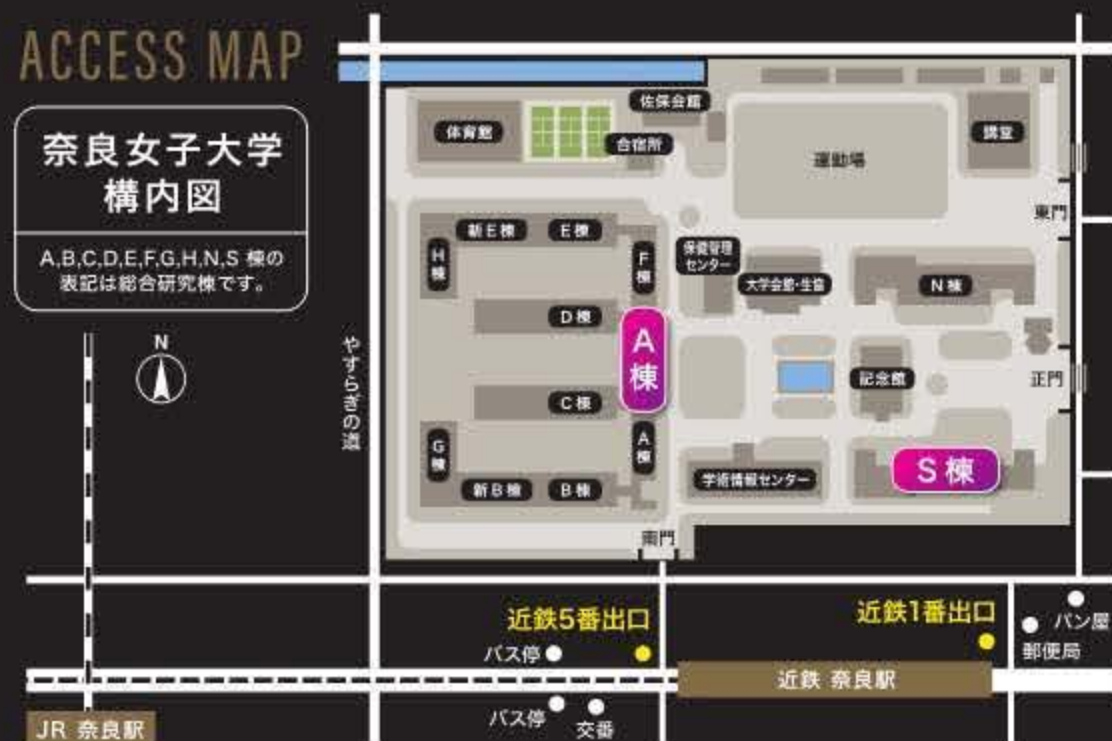 ACCESS MAP
奈良女子大学
構内図
A,B,C,D,E,F,G,H,N,S 棟の
表記は総合研究棟です。
N
やすらぎの道
体育館
佐保会館
合宿所
運動場
講堂
東門
新E棟
E棟
H棟
F棟
保健管理
センター
大学会館・生協
N棟
D棟
A棟
記念館
正門
C棟
A棟
G棟
新B棟
B棟
学術情報センター
S棟
南門
近鉄5番出口
バス停
近鉄1番出口
パン屋
郵便局
近鉄 奈良駅
バス停
交番
JR 奈良駅